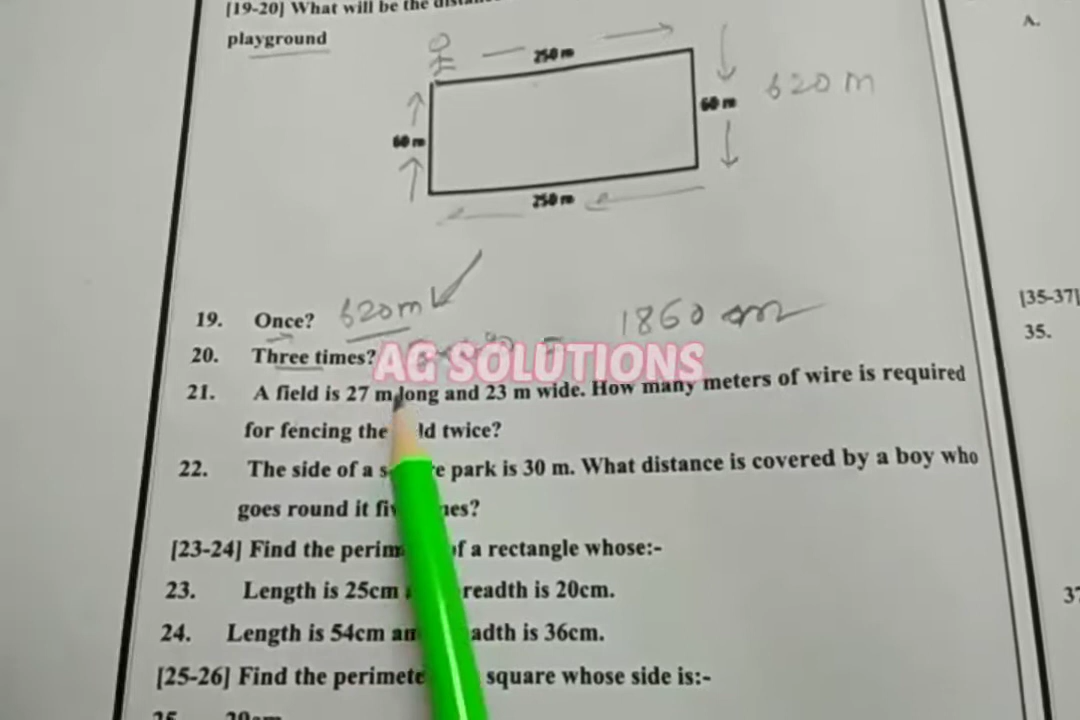 [19-20] What will be the
playground
250 m
60 m
60 m
620 m
250 m
A.
19. Once? 620m
1860 m
20. Three times?
AG SOLUTIONS
21. A field is 27 m long and 23 m wide. How many meters of wire is required
for fencing the ld twice?
22. The side of a s e park is 30 m. What distance is covered by a boy who
goes round it fiv mes?
[23-24] Find the perim of a rectangle whose:-
23. Length is 25cm readth is 20cm.
24. Length is 54cm an adth is 36cm.
[25-26] Find the perimete square whose side is:-
[35-37]
35.
37